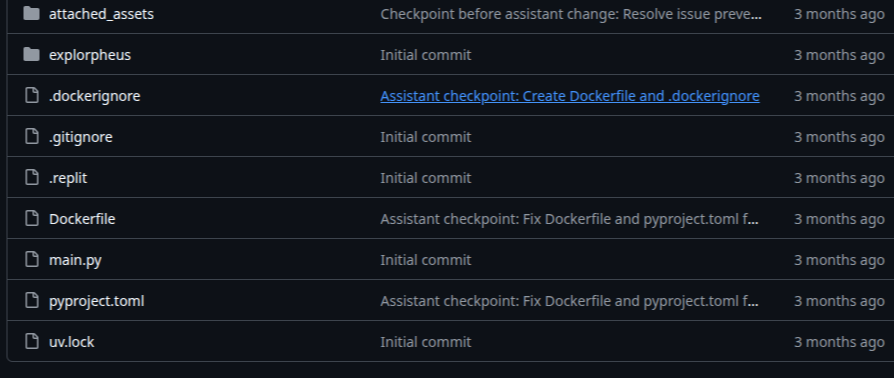 attached_assets Checkpoint before assistant change: Resolve issue preve... 3 months ago
explorpheus Initial commit 3 months ago
.dockerignore Assistant checkpoint: Create Dockerfile and .dockerignore 3 months ago
.gitignore Initial commit 3 months ago
.replit Initial commit 3 months ago
Dockerfile Assistant checkpoint: Fix Dockerfile and pyproject.toml f... 3 months ago
main.py Initial commit 3 months ago
pyproject.toml Assistant checkpoint: Fix Dockerfile and pyproject.toml f... 3 months ago
uv.lock Initial commit 3 months ago